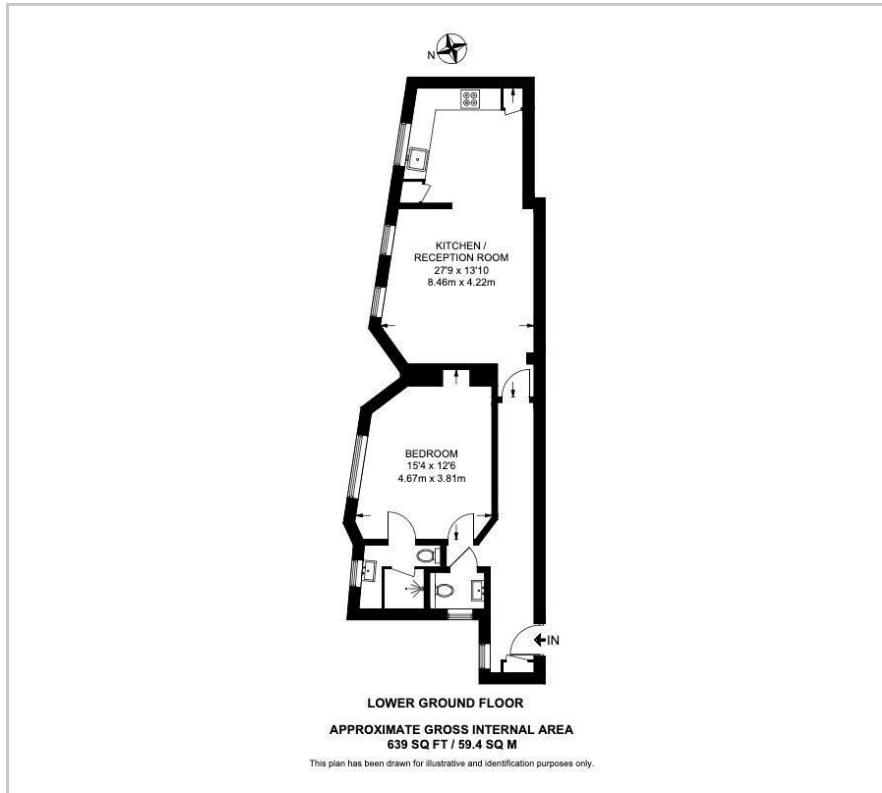 N
KITCHEN /
RECEPTION ROOM
27'9 x 13'10
8.46m x 4.22m
BEDROOM
15'4 x 12'6
4.67m x 3.81m
IN
LOWER GROUND FLOOR
APPROXIMATE GROSS INTERNAL AREA
639 SQ FT / 59.4 SQ M
This plan has been drawn for illustrative and identification purposes only.